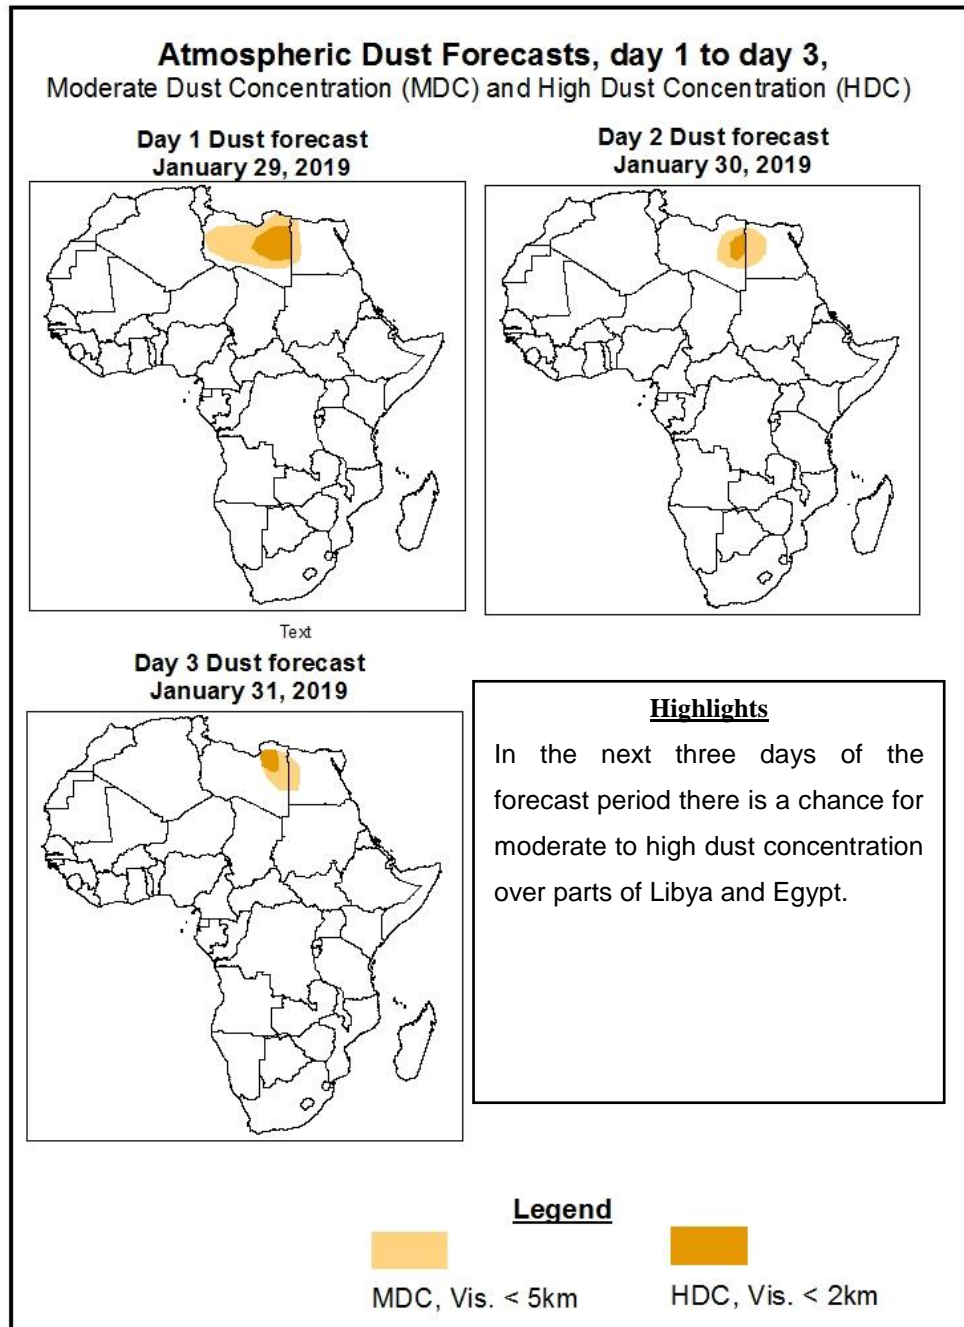 Atmospheric Dust Forecasts, day 1 to day 3,
Moderate Dust Concentration (MDC) and High Dust Concentration (HDC)
Day 1 Dust forecast
January 29, 2019
Day 2 Dust forecast
January 30, 2019
Text
Day 3 Dust forecast
January 31, 2019
Highlights
In the next three days of the
forecast period there is a chance for
moderate to high dust concentration
over parts of Libya and Egypt.
Legend
MDC, Vis. < 5km
HDC, Vis. < 2km